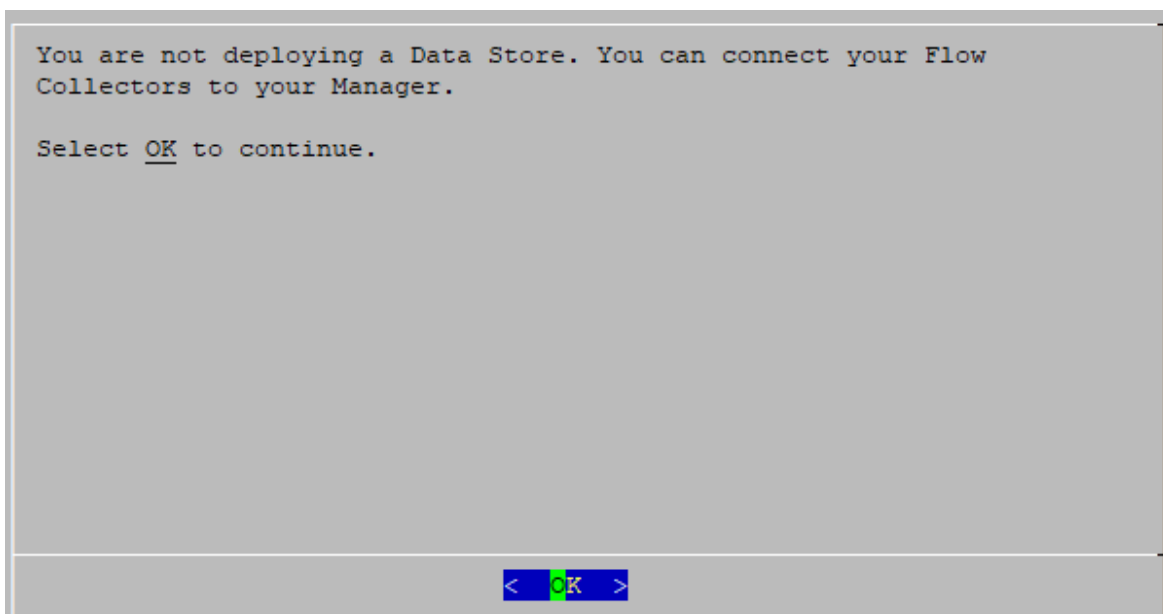 You are not deploying a Data Store. You can connect your Flow
Collectors to your Manager.
Select OK to continue.
< OK >